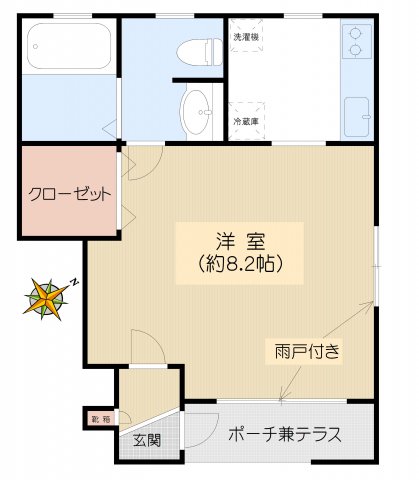 洗濯機
冷蔵庫
クローゼット
洋 室
(約8.2帖)
N
雨戸付き
靴 箱
玄関
ポーチ兼テラス